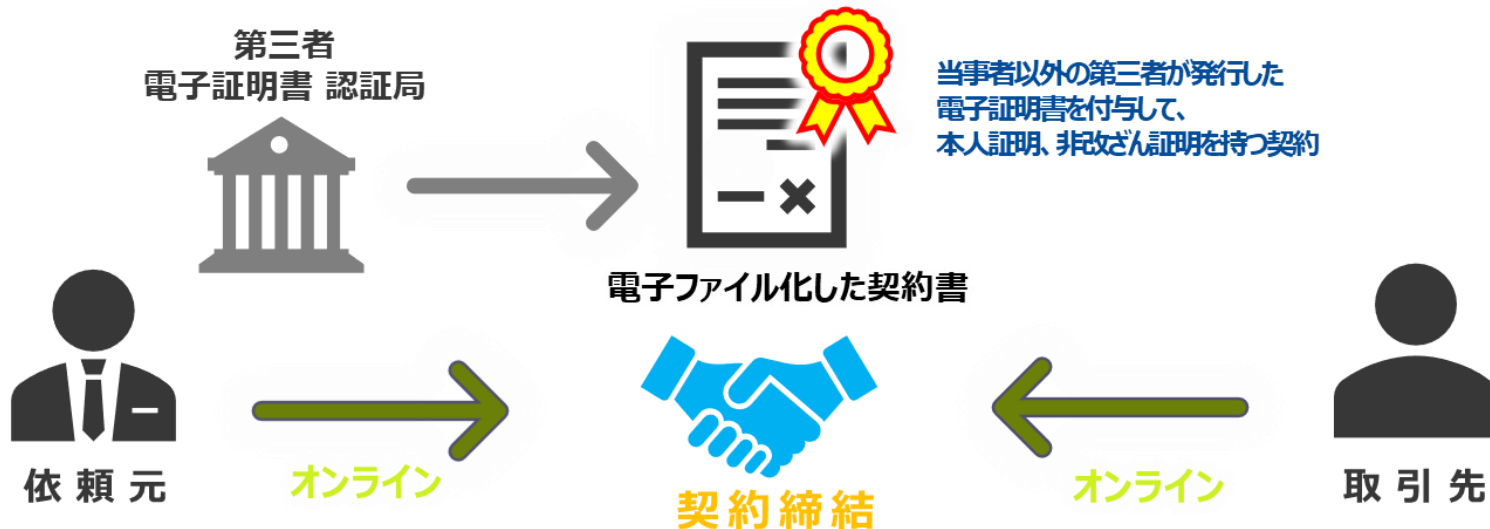 第三者
電子証明書 認証局
当事者以外の第三者が発行した
電子証明書を付与して、
本人証明、非改ざん証明を持つ契約
電子ファイル化した契約書
依頼元
オンライン
契約締結
オンライン
取引先